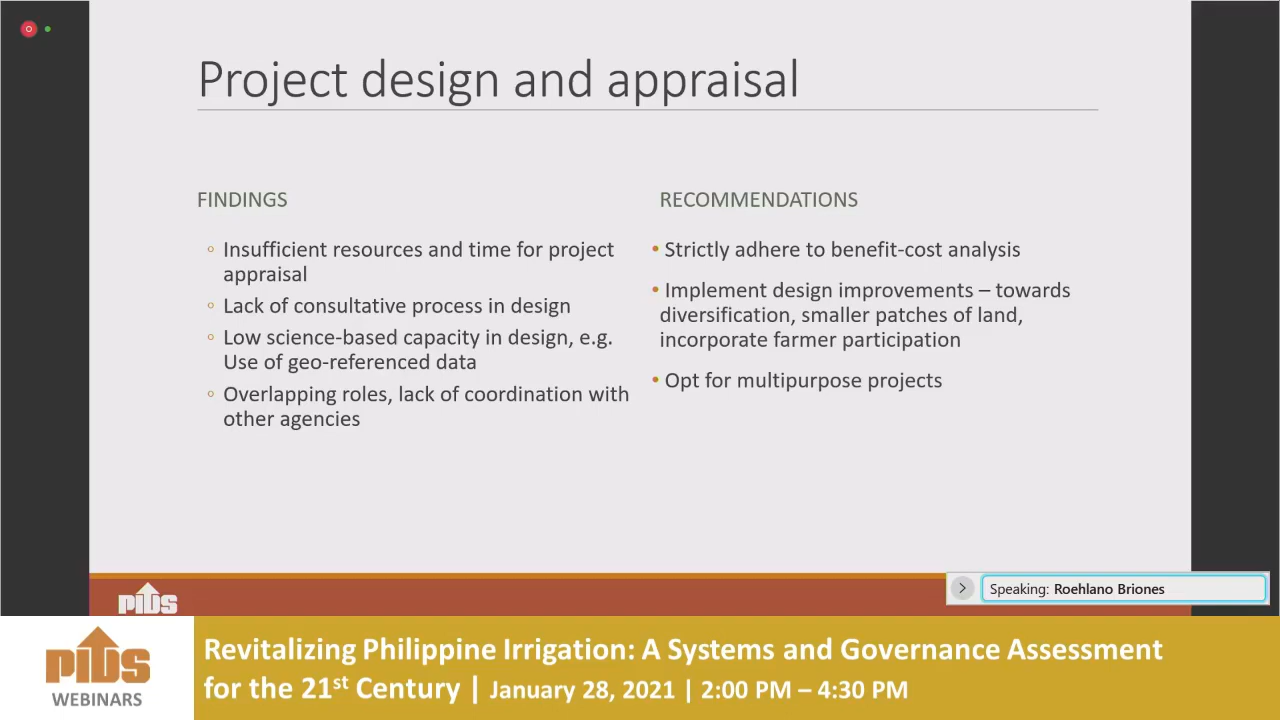 Project design and appraisal
FINDINGS
Insufficient resources and time for project
appraisal
Lack of consultative process in design
Low science-based capacity in design, e.g.
Use of geo-referenced data
Overlapping roles, lack of coordination with
other agencies
RECOMMENDATIONS
• Strictly adhere to benefit-cost analysis
• Implement design improvements – towards
diversification, smaller patches of land,
incorporate farmer participation
• Opt for multipurpose projects
PIDS
Speaking: Roehlano Briones
PIDS
WEBINARS
Revitalizing Philippine Irrigation: A Systems and Governance Assessment
for the 21st Century | January 28, 2021 | 2:00 PM – 4:30 PM